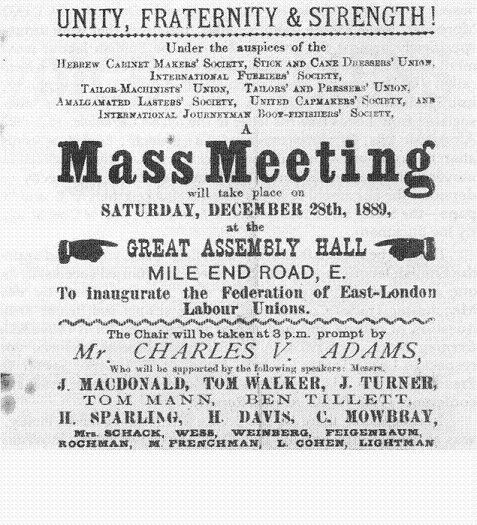 UNITY, FRATERNITY & STRENGTH!
Under the auspices of the
HEBREW CABINET MAKERS' SOCIETY, STICK AND CANE DRESSERS' UNION,
INTERNATIONAL FURRIERS' SOCIETY,
TAILOR-MACHINISTS' UNION, TAILORS' AND PRESSERS' UNION,
AMALGAMATED LASTERS' SOCIETY, UNITED CAPMAKERS' SOCIETY, AND
INTERNATIONAL JOURNEYMAN BOOT-FINISHERS' SOCIETY,
A
Mass Meeting
will take place on
SATURDAY, DECEMBER 28th, 1889,
at the
GREAT ASSEMBLY HALL
MILE END ROAD, E.
To inaugurate the Federation of East-London
Labour Unions.
The Chair will be taken at 3 p.m. prompt by
Mr. CHARLES V. ADAMS,
Who will be supported by the following speakers: Messrs.
J. MACDONALD, TOM WALKER, J. TURNER,
TOM MANN, BEN TILLETT,
H. SPARLING, H. DAVIS, C. MOWBRAY,
Mrs. SCHACK, WESS, WEINBERG, FEIGENBAUM,
ROCHMAN, M. FRENCHMAN, L. COHEN, LIGHTMAN